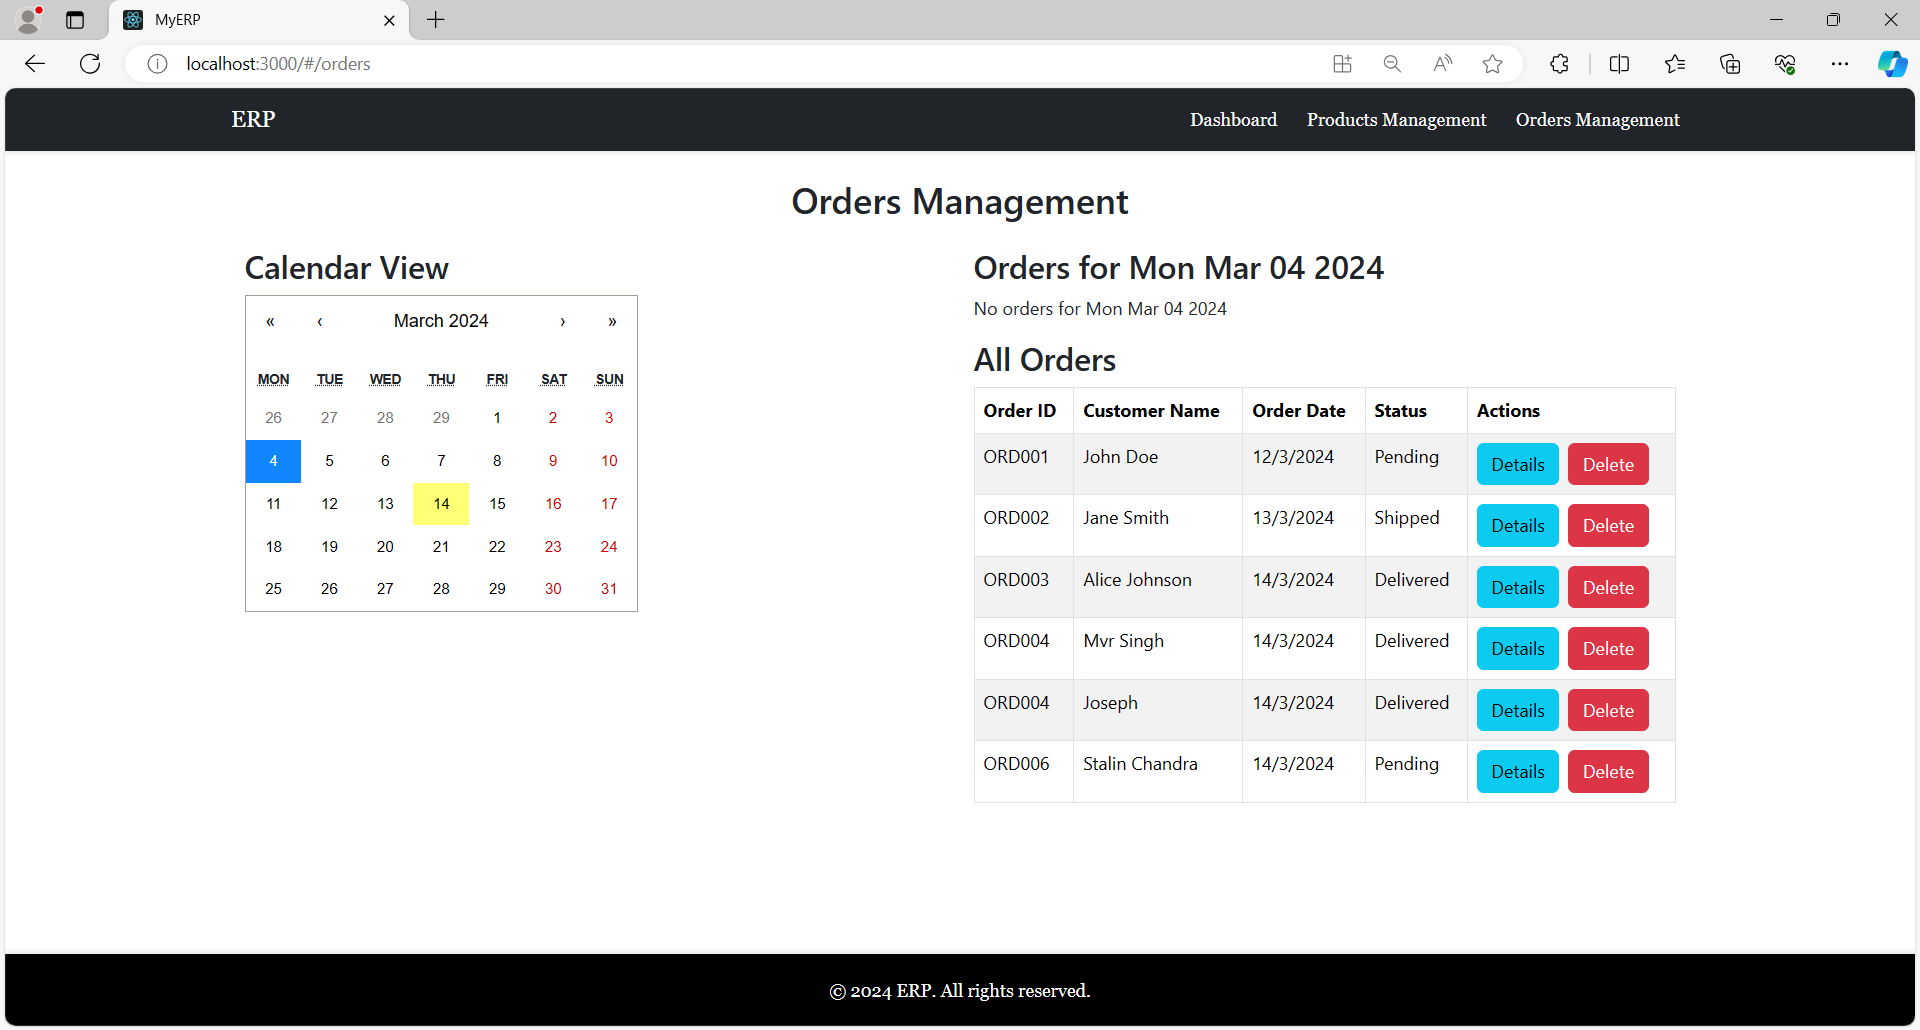 MyERP
localhost:3000/#/orders
ERP
Dashboard Products Management Orders Management
Orders Management
Calendar View
« ‹ March 2024 › »
MON TUE WED THU FRI SAT SUN
26 27 28 29 1 2 3
4 5 6 7 8 9 10
11 12 13 14 15 16 17
18 19 20 21 22 23 24
25 26 27 28 29 30 31
Orders for Mon Mar 04 2024
No orders for Mon Mar 04 2024
All Orders
Order ID Customer Name Order Date Status Actions
ORD001 John Doe 12/3/2024 Pending Details Delete
ORD002 Jane Smith 13/3/2024 Shipped Details Delete
ORD003 Alice Johnson 14/3/2024 Delivered Details Delete
ORD004 Mvr Singh 14/3/2024 Delivered Details Delete
ORD004 Joseph 14/3/2024 Delivered Details Delete
ORD006 Stalin Chandra 14/3/2024 Pending Details Delete
© 2024 ERP. All rights reserved.